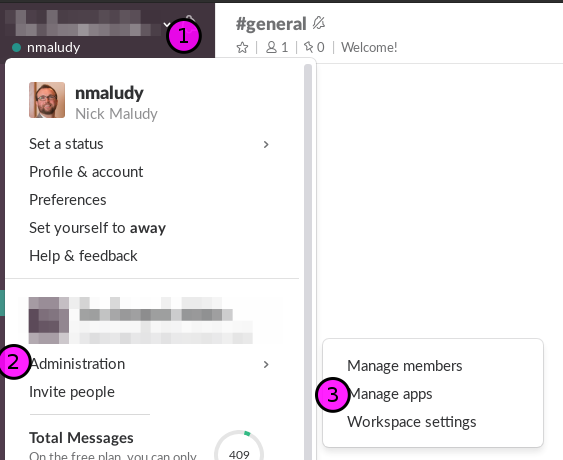 #general
1
nmaludy
1 | 0 | Welcome!
nmaludy
Nick Maludy
Set a status
Profile & account
Preferences
Set yourself to away
Help & feedback
2
Administration
Invite people
Manage members
3
Manage apps
Workspace settings
Total Messages
On the free plan, you can only
409